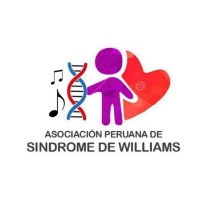 ASOCIACIÓN PERUANA DE
SINDROME DE WILLIAMS